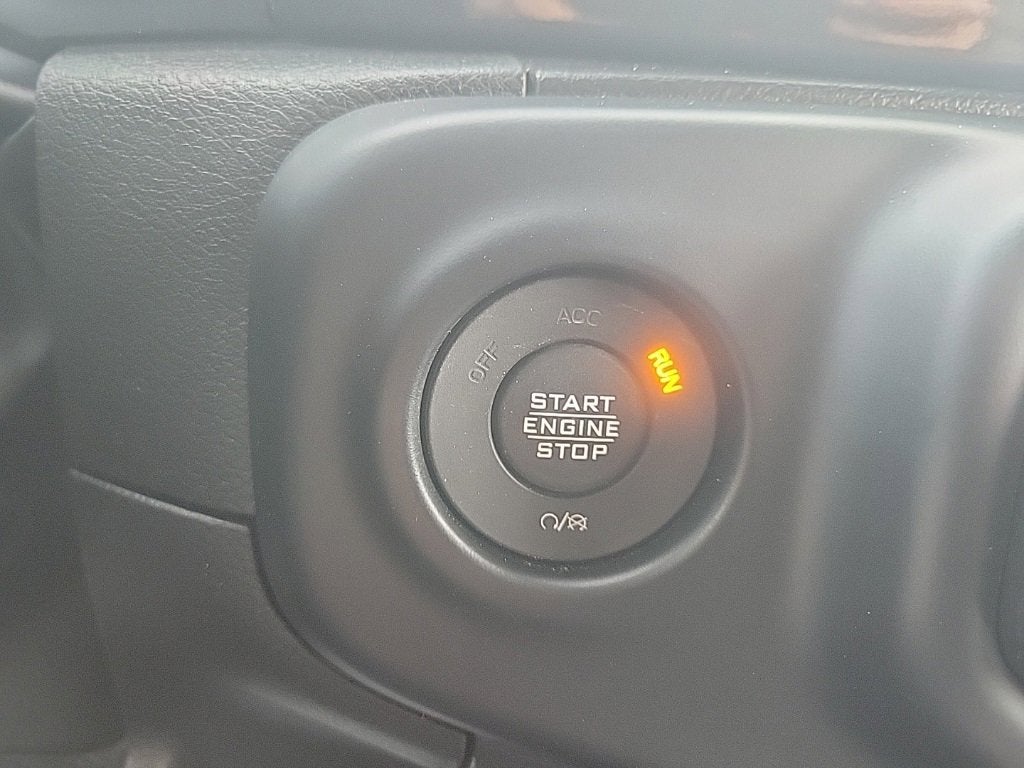 ACC
OFF
RUN
START
ENGINE
STOP